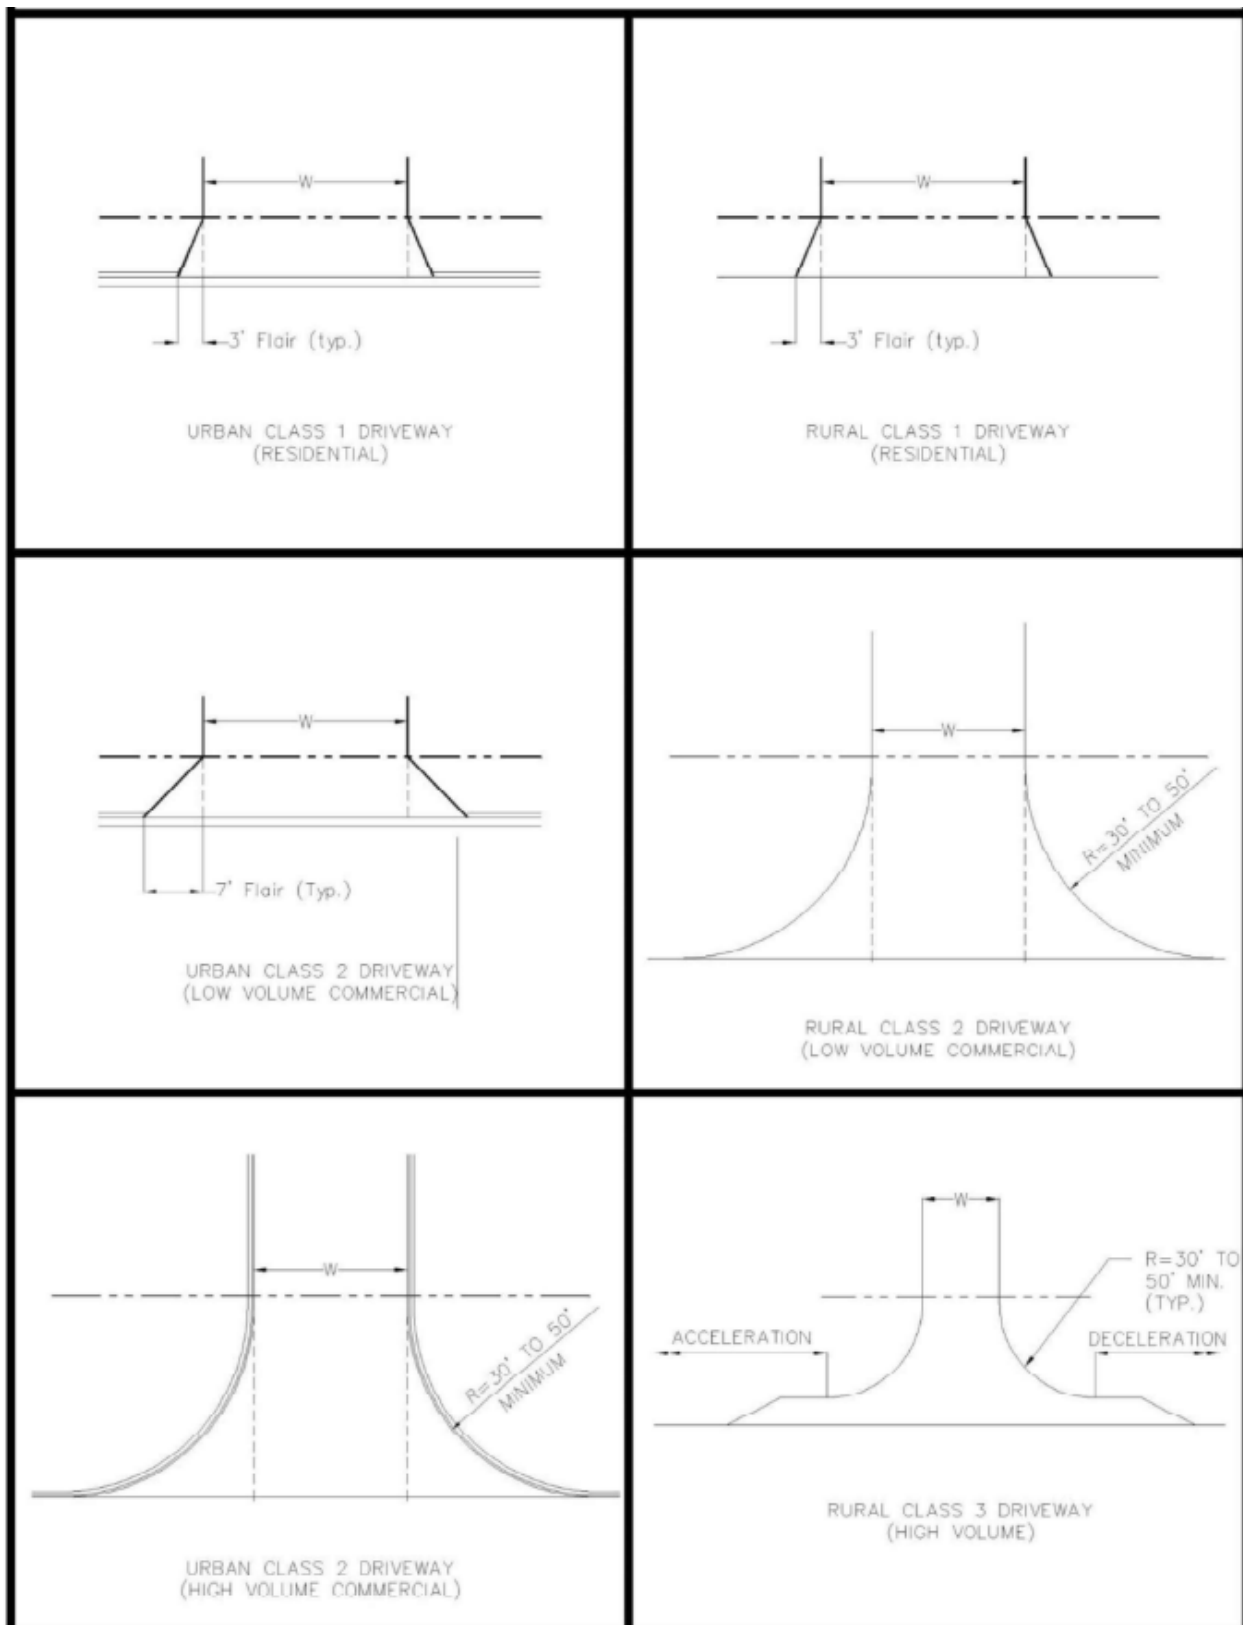 W
3' Flair (typ.)
URBAN CLASS 1 DRIVEWAY
(RESIDENTIAL)
W
3' Flair (typ.)
RURAL CLASS 1 DRIVEWAY
(RESIDENTIAL)
W
7' Flair (Typ.)
URBAN CLASS 2 DRIVEWAY
(LOW VOLUME COMMERCIAL)
W
R=30' TO 50'
MINIMUM
RURAL CLASS 2 DRIVEWAY
(LOW VOLUME COMMERCIAL)
W
R=30' TO 50'
MINIMUM
URBAN CLASS 2 DRIVEWAY
(HIGH VOLUME COMMERCIAL)
W
R=30' TO
50' MIN.
(TYP.)
ACCELERATION
DECELERATION
RURAL CLASS 3 DRIVEWAY
(HIGH VOLUME)